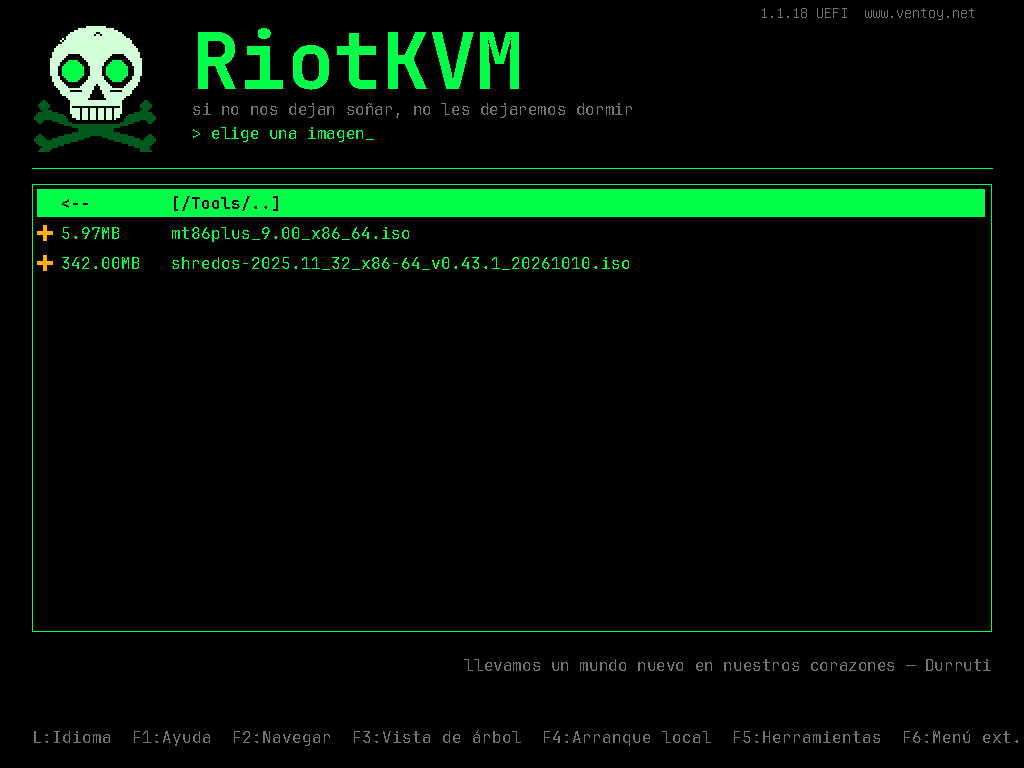 1.1.18 UEFI  www.ventoy.net
RiotKVM
si no nos dejan soñar, no les dejaremos dormir
> elige una imagen_
<-- [/Tools/..]
5.97MB mt86plus_9.00_x86_64.iso
342.00MB shredos-2025.11_32_x86-64_v0.43.1_20261010.iso
llevamos un mundo nuevo en nuestros corazones — Durruti
L:Idioma  F1:Ayuda  F2:Navegar  F3:Vista de árbol  F4:Arranque local  F5:Herramientas  F6:Menú ext.